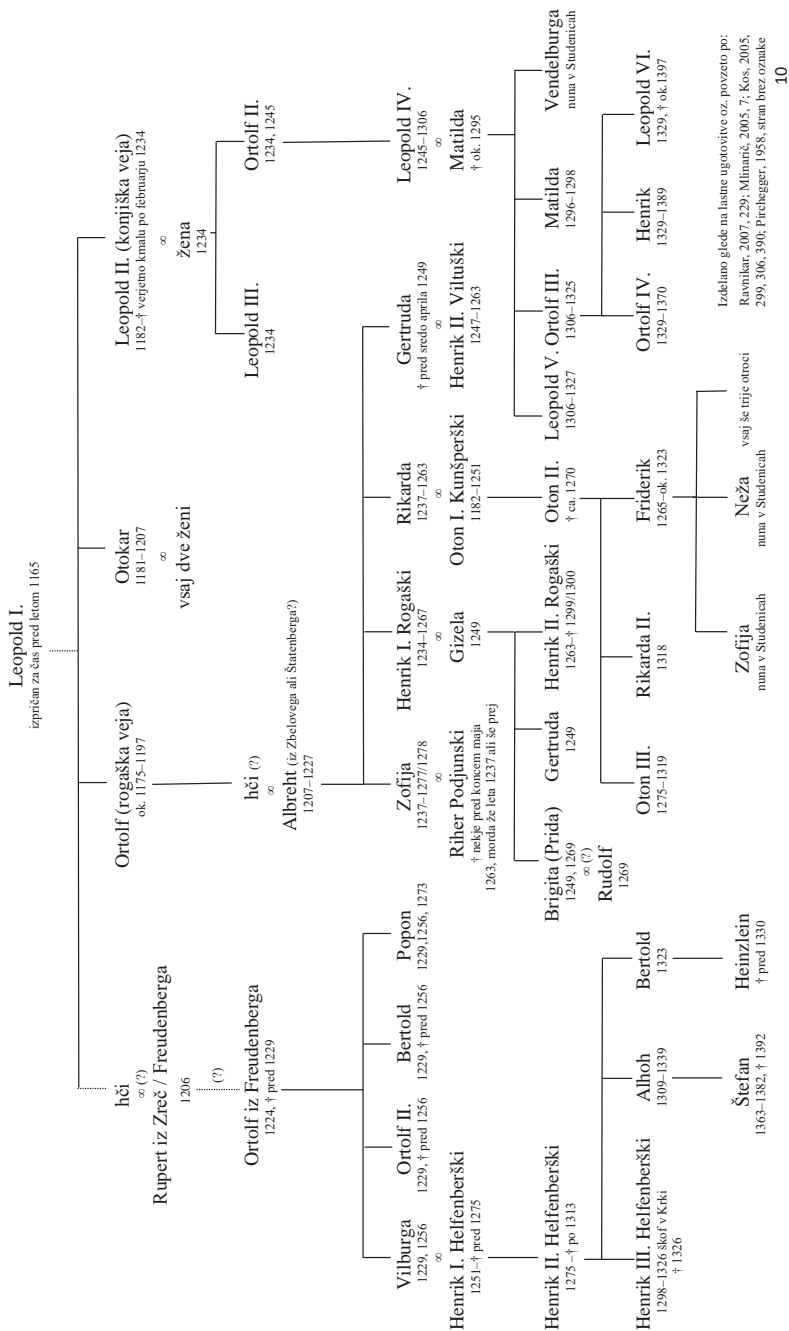 Leopold I.
izpričan za čas pred letom 1165
hči
∞ (?)
Rupert iz Zreč / Freudenberga
1206
Ortolf (rogaška veja)
ok. 1175–1197
Otokar
1181–1207
∞
vsaj dve ženi
Leopold II. (konjiška veja)
1182–† verjetno kmalu po februarju 1234
∞
žena
1234
(?)
Ortolf iz Freudenberga
1224, † pred 1229
hči (?)
∞
Albreht (iz Zbelovega ali Štatenberga?)
1207–1227
Leopold III.
1234
Ortolf II.
1234, 1245
Vilburga
1229, 1256
∞
Henrik I. Helfenberški
1251–† pred 1275
Ortolf II.
1229, † pred 1256
Bertold
1229, † pred 1256
Popon
1229,1256, 1273
Zofija
1237–1277/1278
∞
Riher Podjunski
† nekje pred koncem maja
1263, morda že leta 1237 ali še prej
Henrik I. Rogaški
1234–1267
∞
Gizela
1249
Rikarda
1237–1263
∞
Oton I. Kunšperški
1182–1251
Gertruda
† pred sredo aprila 1249
∞
Henrik II. Viltuški
1247–1263
Leopold IV.
1245–1306
∞
Matilda
† ok. 1295
Henrik II. Helfenberški
1275 –† po 1313
Brigita (Prida)
1249, 1269
∞ (?)
Rudolf
1269
Gertruda
1249
Henrik II. Rogaški
1263–† 1299/1300
Oton II.
† ca. 1270
Leopold V.
1306–1327
Ortolf III.
1306–1325
Matilda
1296–1298
Vendelburga
nuna v Studenicah
Henrik III. Helfenberški
1298–1326 škof v Krki
† 1326
Alhoh
1309–1339
Bertold
1323
Oton III.
1275–1319
Rikarda II.
1318
Friderik
1265–ok. 1323
Ortolf IV.
1329–1370
Henrik
1329–1389
Leopold VI.
1329, † ok.1397
Štefan
1363–1382, † 1392
Heinzlein
† pred 1330
Zofija
nuna v Studenicah
Neža
nuna v Studenicah
vsaj še trije otroci
Izdelano glede na lastne ugotovitve oz. povzeto po:
Ravnikar, 2007, 229; Mlinarič, 2005, 7; Kos, 2005,
299, 306, 390; Pirchegger, 1958, stran brez oznake
10